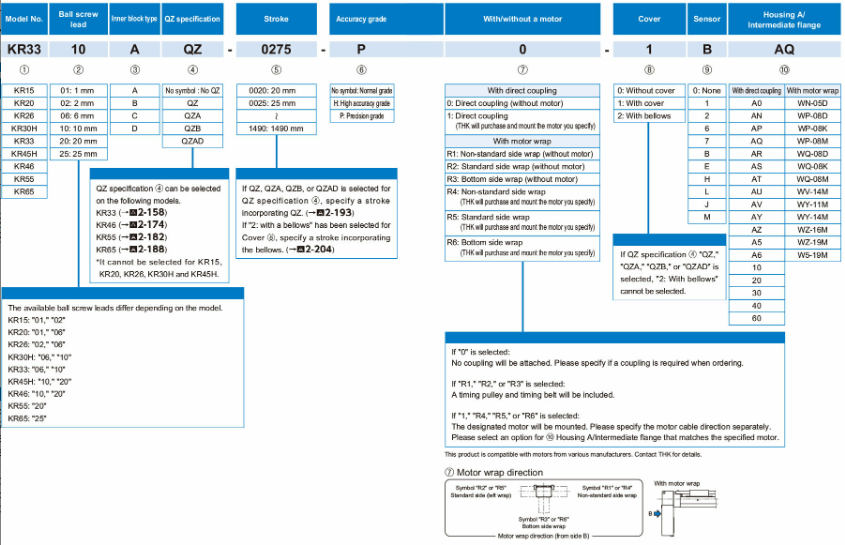 Model No.
Ball screw
lead
Inner block type
QZ specification
Stroke
Accuracy grade
With/without a motor
Cover
Sensor
Housing A/
Intermediate flange
KR33 10 A QZ - 0275 - P 0 - 1 B AQ
① ② ③ ④ ⑤ ⑥ ⑦ ⑧ ⑨ ⑩
KR15
KR20
KR26
KR30H
KR33
KR45H
KR46
KR55
KR65
01: 1 mm
02: 2 mm
06: 6 mm
10: 10 mm
20: 20 mm
25: 25 mm
A
B
C
D
No symbol : No QZ
QZ
QZA
QZB
QZAD
0020: 20 mm
0025: 25 mm
≀
1490: 1490 mm
No symbol: Normal grade
H: High accuracy grade
P: Precision grade
With direct coupling
0: Direct coupling (without motor)
1: Direct coupling
(THK will purchase and mount the motor you specify)
With motor wrap
R1: Non-standard side wrap (without motor)
R2: Standard side wrap (without motor)
R3: Bottom side wrap (without motor)
R4: Non-standard side wrap
(THK will purchase and mount the motor you specify)
R5: Standard side wrap
(THK will purchase and mount the motor you specify)
R6: Bottom side wrap
(THK will purchase and mount the motor you specify)
0: Without cover
1: With cover
2: With bellows
0: None
1
2
6
7
B
E
H
L
J
M
With direct coupling
A0
AN
AP
AQ
AR
AS
AT
AU
AV
AY
AZ
A5
A6
10
20
30
40
60
With motor wrap
WN-05D
WP-08D
WP-08K
WP-08M
WQ-08D
WQ-08K
WQ-08M
WV-14M
WY-11M
WY-14M
WZ-16M
WZ-19M
W5-19M
QZ specification ④ can be selected
on the following models.
KR33 (→A2-158)
KR46 (→A2-174)
KR55 (→A2-182)
KR65 (→A2-188)
*It cannot be selected for KR15,
KR20, KR26, KR30H and KR45H.
If QZ, QZA, QZB, or QZAD is selected for
QZ specification ④, specify a stroke
incorporating QZ. (→A2-193)
If "2: with a bellows" has been selected for
Cover ⑧, specify a stroke incorporating
the bellows. (→A2-204)
If QZ specification ④ "QZ,"
"QZA," "QZB," or "QZAD" is
selected, "2: With bellows"
cannot be selected.
The available ball screw leads differ depending on the model.
KR15: "01," "02"
KR20: "01," "06"
KR26: "02," "06"
KR30H: "06," "10"
KR33: "06," "10"
KR45H: "10," "20"
KR46: "10," "20"
KR55: "20"
KR65: "25"
If "0" is selected:
No coupling will be attached. Please specify if a coupling is required when ordering.
If "R1," "R2," or "R3" is selected:
A timing pulley and timing belt will be included.
If "1," "R4," "R5," or "R6" is selected:
The designated motor will be mounted. Please specify the motor cable direction separately.
Please select an option for ⑩ Housing A/Intermediate flange that matches the specified motor.
This product is compatible with motors from various manufacturers. Contact THK for details.
⑦ Motor wrap direction
Symbol "R2" or "R5"
Standard side (left wrap)
Symbol "R1" or "R4"
Non-standard side wrap
Symbol "R3" or "R6"
Bottom side wrap
Motor wrap direction (from side B)
With motor wrap
B